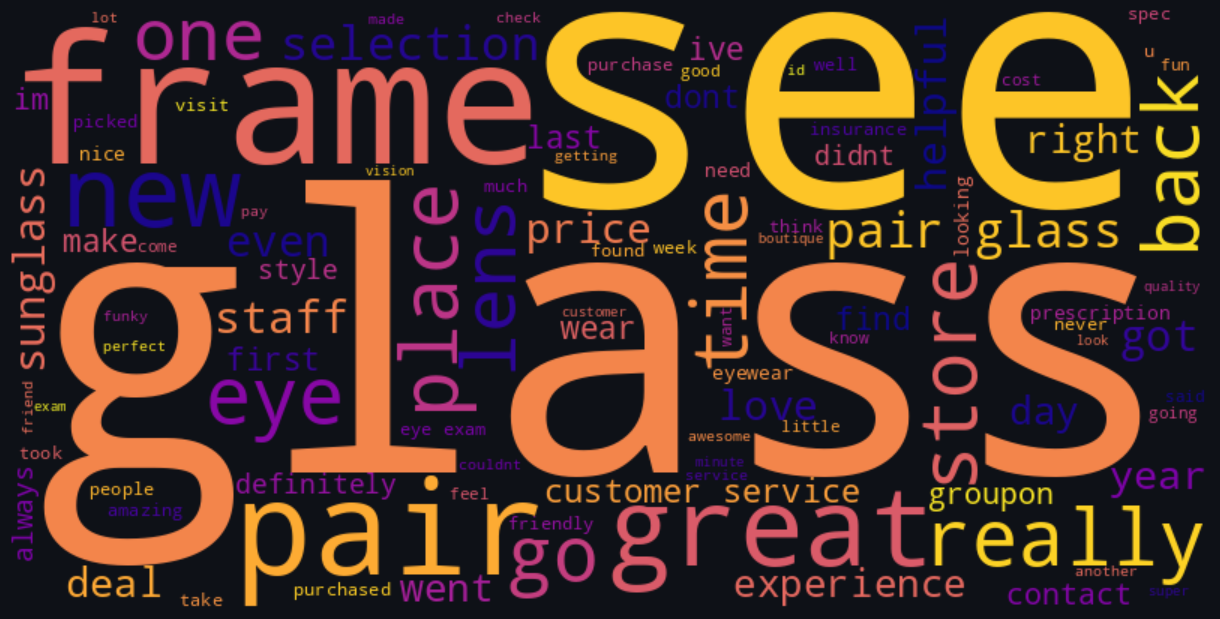 lot
made
check
spec
one
selection
see
ive
helpful
u
frame
purchase
good
id
well
fun
im
visit
dont
cost
back
picked
last
insurance
right
nice
getting
didnt
new
vision
need
sunglass
pay
place
much
lens
price
time
think
pair glass
looking
make
come
even
found
week
boutique
style
glass
store
quality
funky
staff
customer
wear
want
find
prescription
never
got
perfect
first
know
look
eye
eyewear
friend
exam
love
day
said
going
eye exam
little
took
awesome
always
couldnt
minute
service
year
people
definitely
feel
customer service
groupon
amazing
pair
friendly
great
really
go
deal
purchased
went
experience
another
take
contact
super